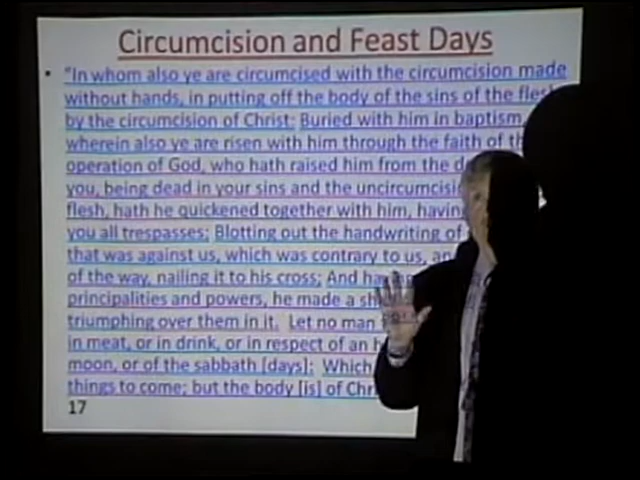 Circumcision and Feast Days
• "In whom also ye are circumcised with the circumcision made
without hands, in putting off the body of the sins of the
by the circumcision of Christ: Buried with him in baptism,
wherein also ye are risen with him through the faith of
operation of God, who hath raised him from the
you, being dead in your sins and the
flesh, hath he quickened together with him,
you all trespasses; Blotting out the handwriting of
that was against us, which was contrary to us,
of the way, nailing it to his cross; And
principalities and powers, he made a
triumphing over them in it. Let no man
in meat, or in drink, or in respect of an
moon, or of the sabbath [days]: Which
things to come; but the body [is] of
17